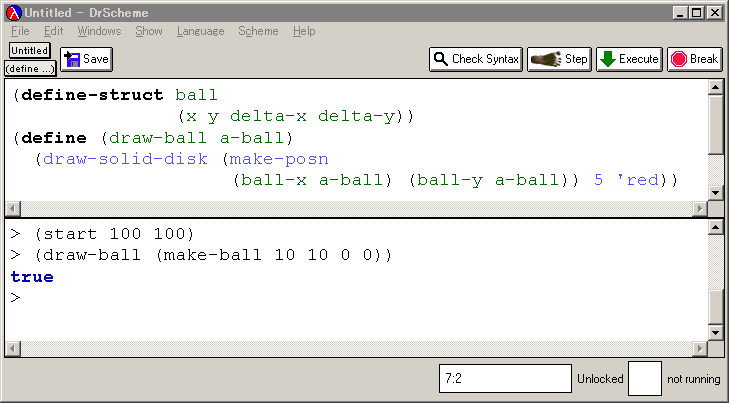 Untitled - DrScheme
File Edit Windows Show Language Scheme Help
Untitled
(define ...) Save Check Syntax Step Execute Break
(define-struct ball
(x y delta-x delta-y))
(define (draw-ball a-ball)
(draw-solid-disk (make-posn
(ball-x a-ball) (ball-y a-ball)) 5 'red))
> (start 100 100)
> (draw-ball (make-ball 10 10 0 0))
true
>
7:2 Unlocked not running